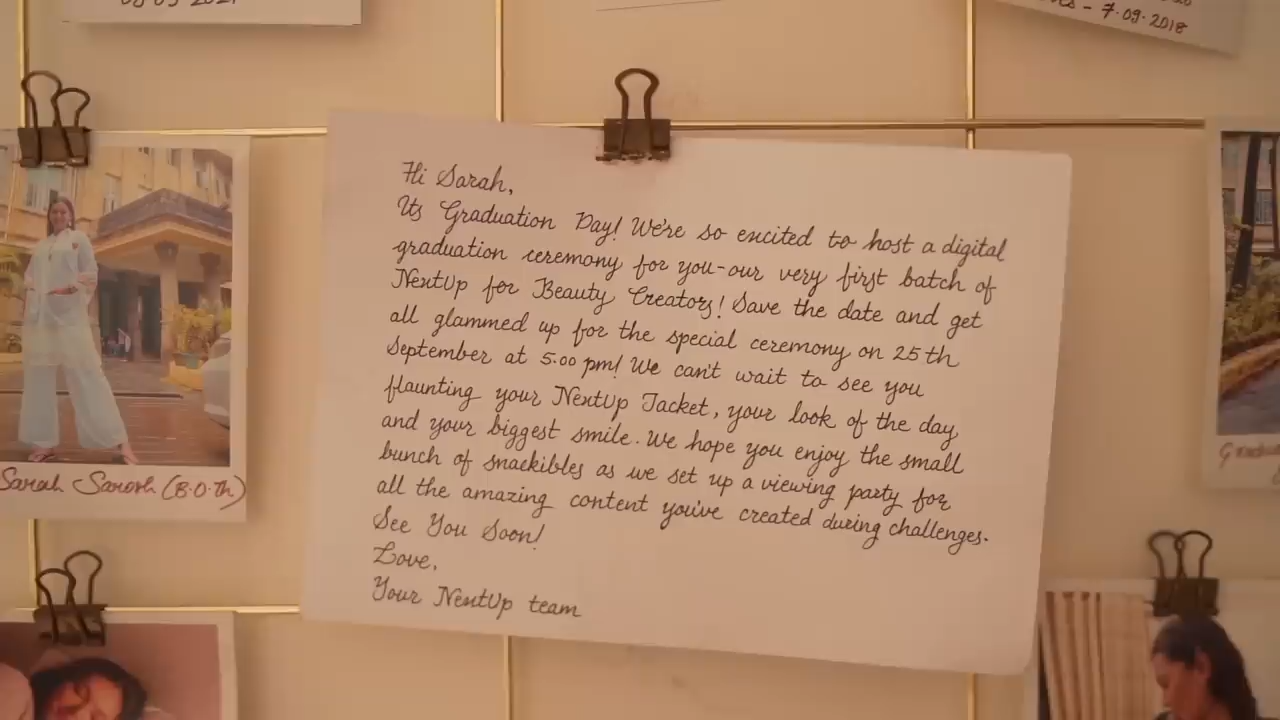 7.09.2018
Hi Sarah,
Its Graduation Day! We're so encited to host a digital
graduation ceremony for you-our very first batch of
NextUp for Beauty Creators! Save the date and get
all glammed up for the special ceremony on 25th
September at 5.00 pm! We can't wait to see you
flaunting your NextUp Jacket, your look of the day
and your biggest smile. We hope you enjoy the small
bunch of snackibles as we set up a viewing party for
all the amazing content you've created during challenges.
See You Soon!
Love,
Your NextUp team
Sarah Sarosh (B.O.Th)